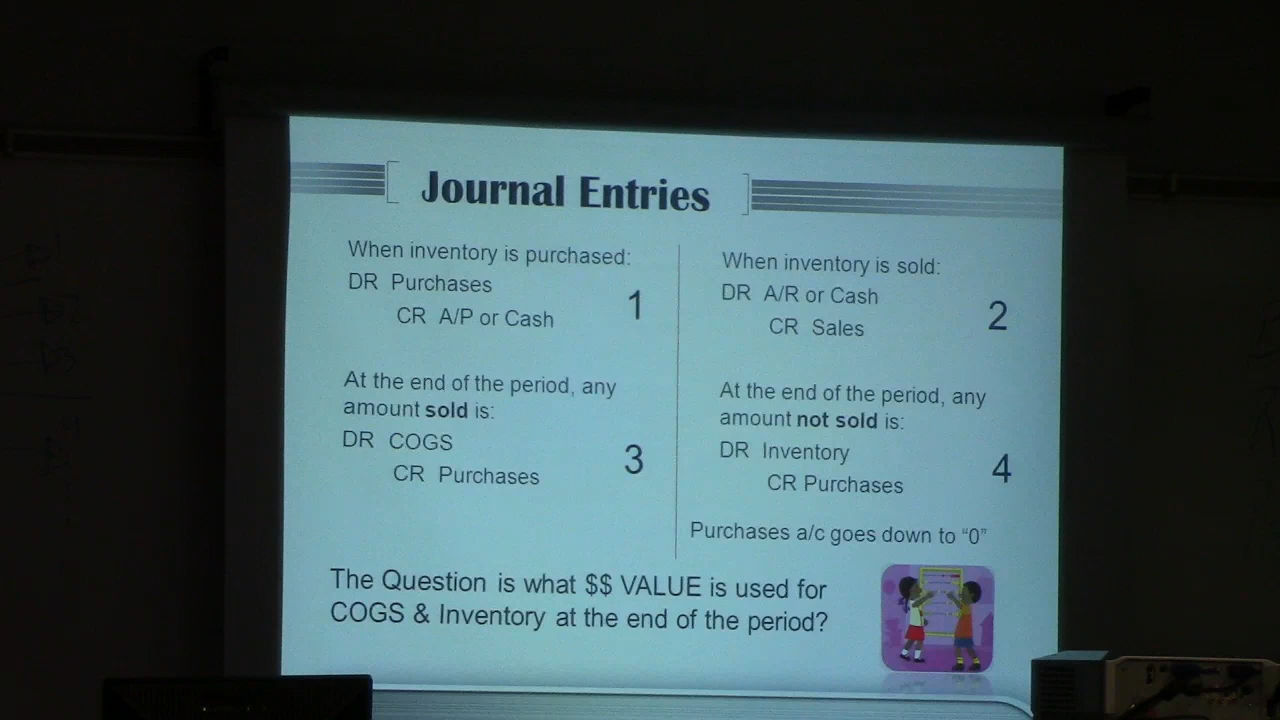 Journal Entries
When inventory is purchased:
DR Purchases
CR A/P or Cash
1
When inventory is sold:
DR A/R or Cash
CR Sales
2
At the end of the period, any
amount sold is:
DR COGS
CR Purchases
3
At the end of the period, any
amount not sold is:
DR Inventory
CR Purchases
4
Purchases a/c goes down to “0”
The Question is what $$ VALUE is used for
COGS & Inventory at the end of the period?